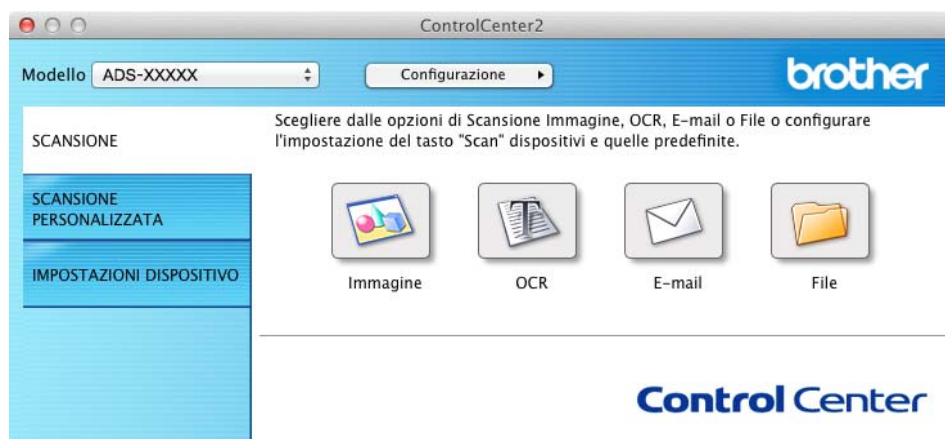 ControlCenter2
Modello ADS-XXXXX Configurazione brother
SCANSIONE
Scegliere dalle opzioni di Scansione Immagine, OCR, E-mail o File o configurare
l'impostazione del tasto "Scan" dispositivi e quelle predefinite.
SCANSIONE
PERSONALIZZATA
IMPOSTAZIONI DISPOSITIVO
Immagine OCR E-mail File
Control Center